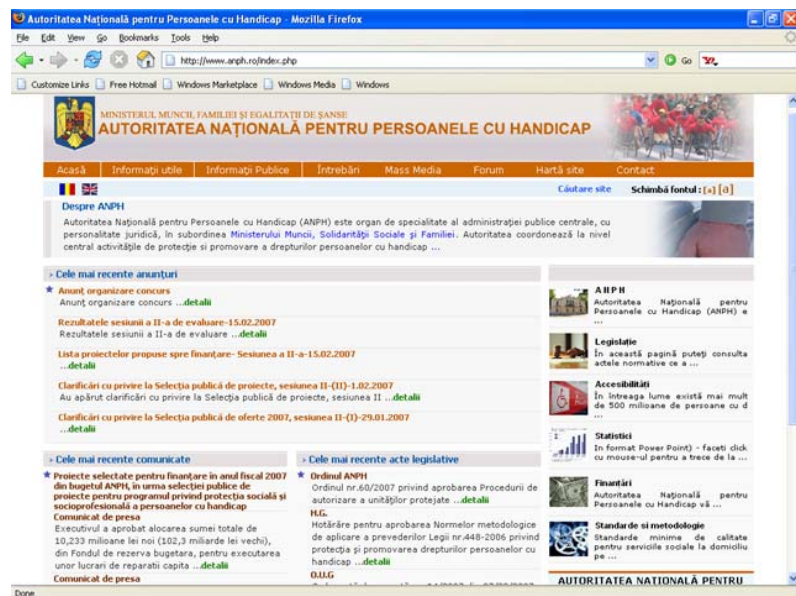 Autoritatea Națională pentru Persoanele cu Handicap - Mozilla Firefox
File Edit View Go Bookmarks Tools Help
http://www.anph.ro/index.php
Go
Customize Links Free Hotmail Windows Marketplace Windows Media Windows
MINISTERUL MUNCII, FAMILIEI ȘI EGALITAȚII DE ȘANSE
AUTORITATEA NAȚIONALĂ PENTRU PERSOANELE CU HANDICAP
Acasă Informații utile Informații Publice Întrebări Mass Media Forum Hartă site Contact
Căutare site Schimbă fontul : [a] [a]
Despre ANPH
Autoritatea Națională pentru Persoanele cu Handicap (ANPH) este organ de specialitate al administrației publice centrale, cu
personalitate juridică, în subordinea Ministerului Muncii, Solidarității Sociale și Familiei. Autoritatea coordonează la nivel
central activitățile de protecție si promovare a drepturilor persoanelor cu handicap ...
Cele mai recente anunțuri
Anunț organizare concurs
Anunț organizare concurs ...detalii
Rezultatele sesiunii a II-a de evaluare-15.02.2007
Rezultatele sesiunii a II-a de evaluare ...detalii
Lista proiectelor propuse spre finanțare- Sesiunea a II-a-15.02.2007
...detalii
Clarificări cu privire la Selecția publică de proiecte, sesiunea II-(II)-1.02.2007
Au apărut clarificări cu privire la Selecția publică de proiecte, sesiunea II ...detalii
Clarificări cu privire la Selecția publică de oferte 2007, sesiunea II-(I)-29.01.2007
...detalii
Cele mai recente comunicate
Proiecte selectate pentru finanțare în anul fiscal 2007
din bugetul ANPH, în urma selecției publice de
proiecte pentru programul privind protecția socială și
socioprofesională a persoanelor cu handicap
Comunicat de presa
Executivul a aprobat alocarea sumei totale de
10,233 milioane lei noi (102,3 miliarde lei vechi),
din Fondul de rezerva bugetara, pentru executarea
unor lucrari de reparatii capita ...detalii
Comunicat de presa
Cele mai recente acte legislative
Ordinul ANPH
Ordinul nr.60/2007 privind aprobarea Procedurii de
autorizare a unităților protejate ...detalii
H.G.
Hotărâre pentru aprobarea Normelor metodologice
de aplicare a prevederilor Legii nr.448-2006 privind
protecția și promovarea drepturilor persoanelor cu
handicap ...detalii
O.U.G
A N P H
Autoritatea Națională pentru
Persoanele cu Handicap (ANPH) e
...
Legislație
În această pagină puteți consulta
actele normative ce a ...
Accesibilități
În întreaga lume există mai mult
de 500 milioane de persoane cu d
...
Statistici
In format Power Point) - faceti click
cu mouse-ul pentru a trece de la ...
Finanțări
Autoritatea Națională pentru
Persoanele cu Handicap vă ...
Standarde si metodologie
Standarde minime de calitate
pentru serviciile sociale la domiciliu
pe ...
AUTORITATEA NAȚIONALĂ PENTRU
Done